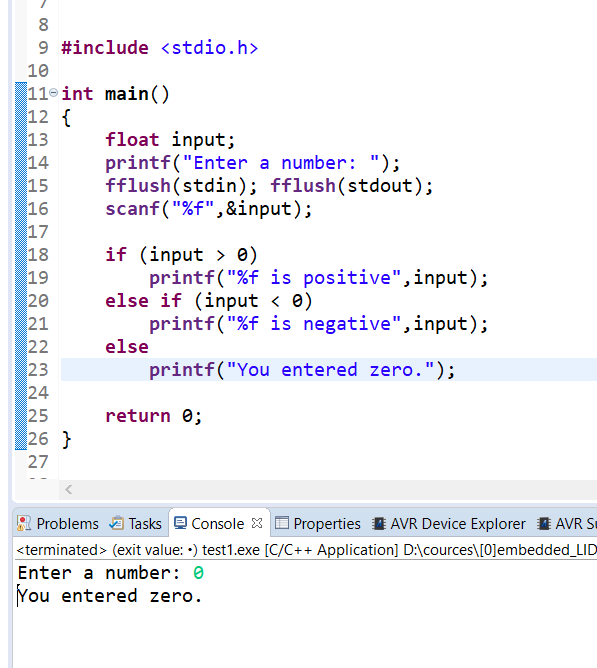 7
8
9 #include <stdio.h>
10
11 int main()
12 {
13     float input;
14     printf("Enter a number: ");
15     fflush(stdin); fflush(stdout);
16     scanf("%f",&input);
17
18     if (input > 0)
19         printf("%f is positive",input);
20     else if (input < 0)
21         printf("%f is negative",input);
22     else
23         printf("You entered zero.");
24
25     return 0;
26 }
27
Problems Tasks Console Properties AVR Device Explorer AVR
<terminated> (exit value: •) test1.exe [C/C++ Application] D:\cources\[0]embedded_LID
Enter a number: 0
You entered zero.